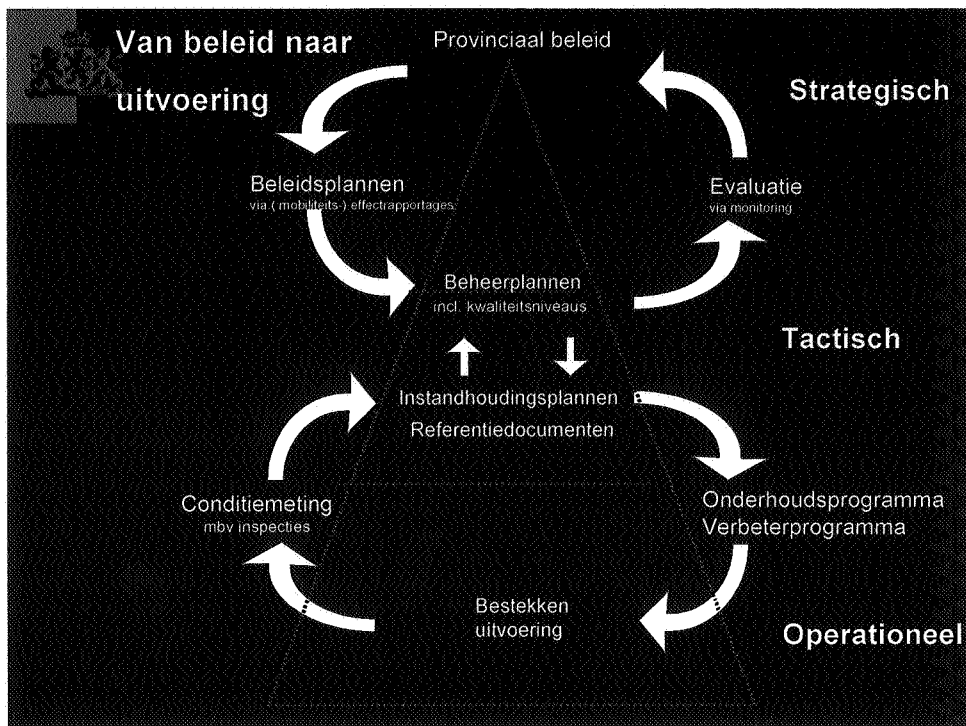 Van beleid naar
uitvoering
Provinciaal beleid
Strategisch
Beleidsplannen
via ( mobiliteits-) effectrapportages
Evaluatie
via monitoring
Beheerplannen
incl. kwaliteitsniveaus
Tactisch
Instandhoudingsplannen
Referentiedocumenten
Conditiemeting
mbv inspecties
Onderhoudsprogramma
Verbeterprogramma
Bestekken
uitvoering
Operationeel